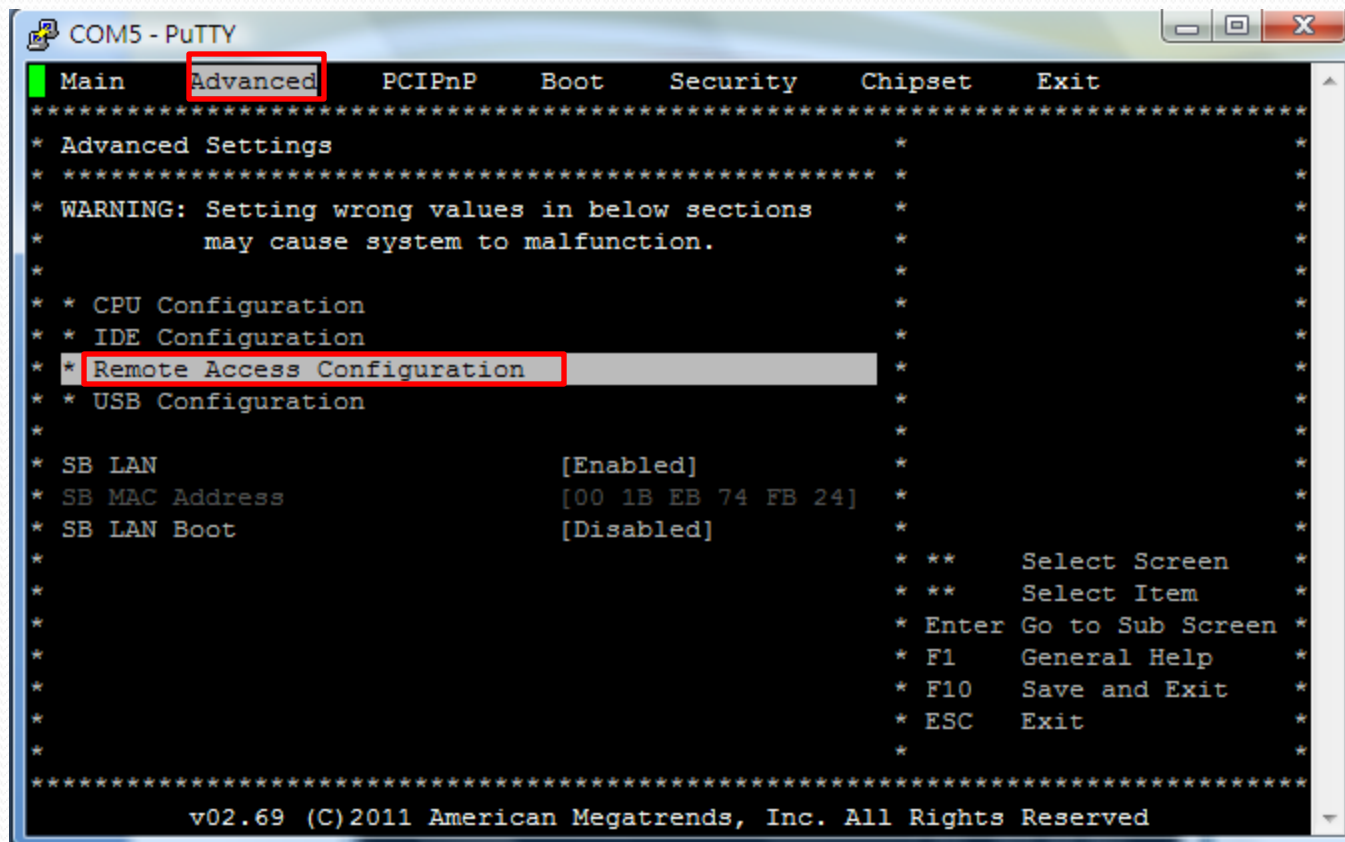 COM5 - PuTTY
Main Advanced PCIPnP Boot Security Chipset Exit
********************************************************************************
* Advanced Settings * *
* *************************************************** * *
* WARNING: Setting wrong values in below sections * *
* may cause system to malfunction. * *
* * *
* * CPU Configuration * *
* * IDE Configuration * *
* * Remote Access Configuration * *
* * USB Configuration * *
* * *
* SB LAN [Enabled] * *
* SB MAC Address [00 1B EB 74 FB 24] * *
* SB LAN Boot [Disabled] * *
* * ** Select Screen *
* * ** Select Item *
* * Enter Go to Sub Screen *
* * F1 General Help *
* * F10 Save and Exit *
* * ESC Exit *
* * *
********************************************************************************
v02.69 (C)2011 American Megatrends, Inc. All Rights Reserved